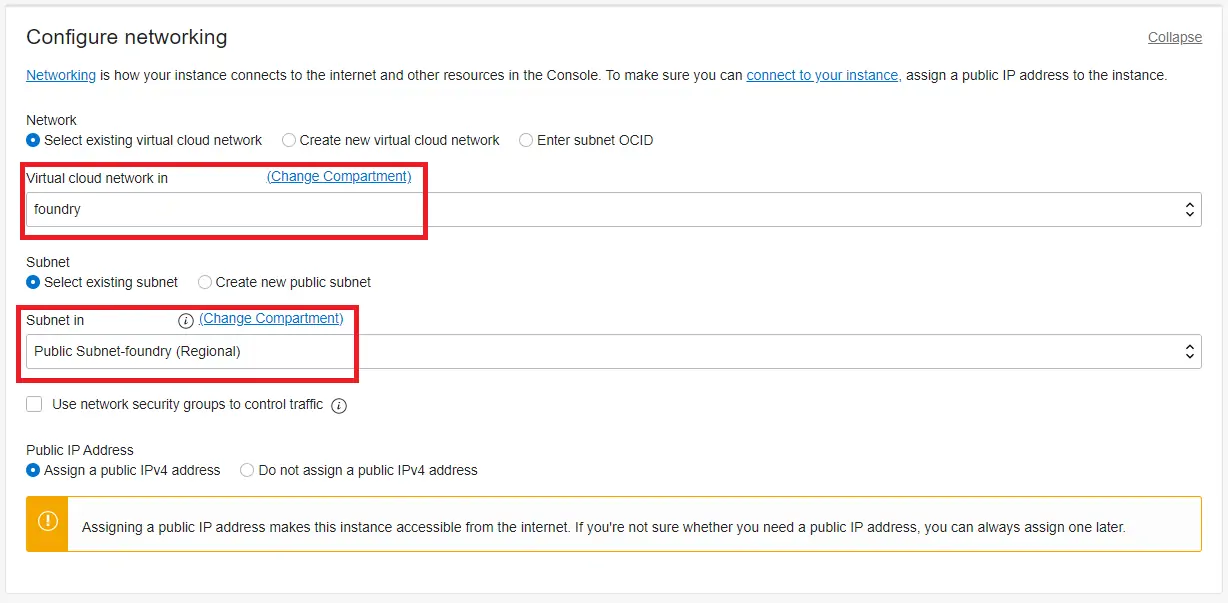 Configure networking
Collapse
Networking is how your instance connects to the internet and other resources in the Console. To make sure you can connect to your instance, assign a public IP address to the instance.
Network
Select existing virtual cloud network Create new virtual cloud network Enter subnet OCID
Virtual cloud network in (Change Compartment)
foundry
Subnet
Select existing subnet Create new public subnet
Subnet in (Change Compartment)
Public Subnet-foundry (Regional)
Use network security groups to control traffic
Public IP Address
Assign a public IPv4 address Do not assign a public IPv4 address
Assigning a public IP address makes this instance accessible from the internet. If you're not sure whether you need a public IP address, you can always assign one later.